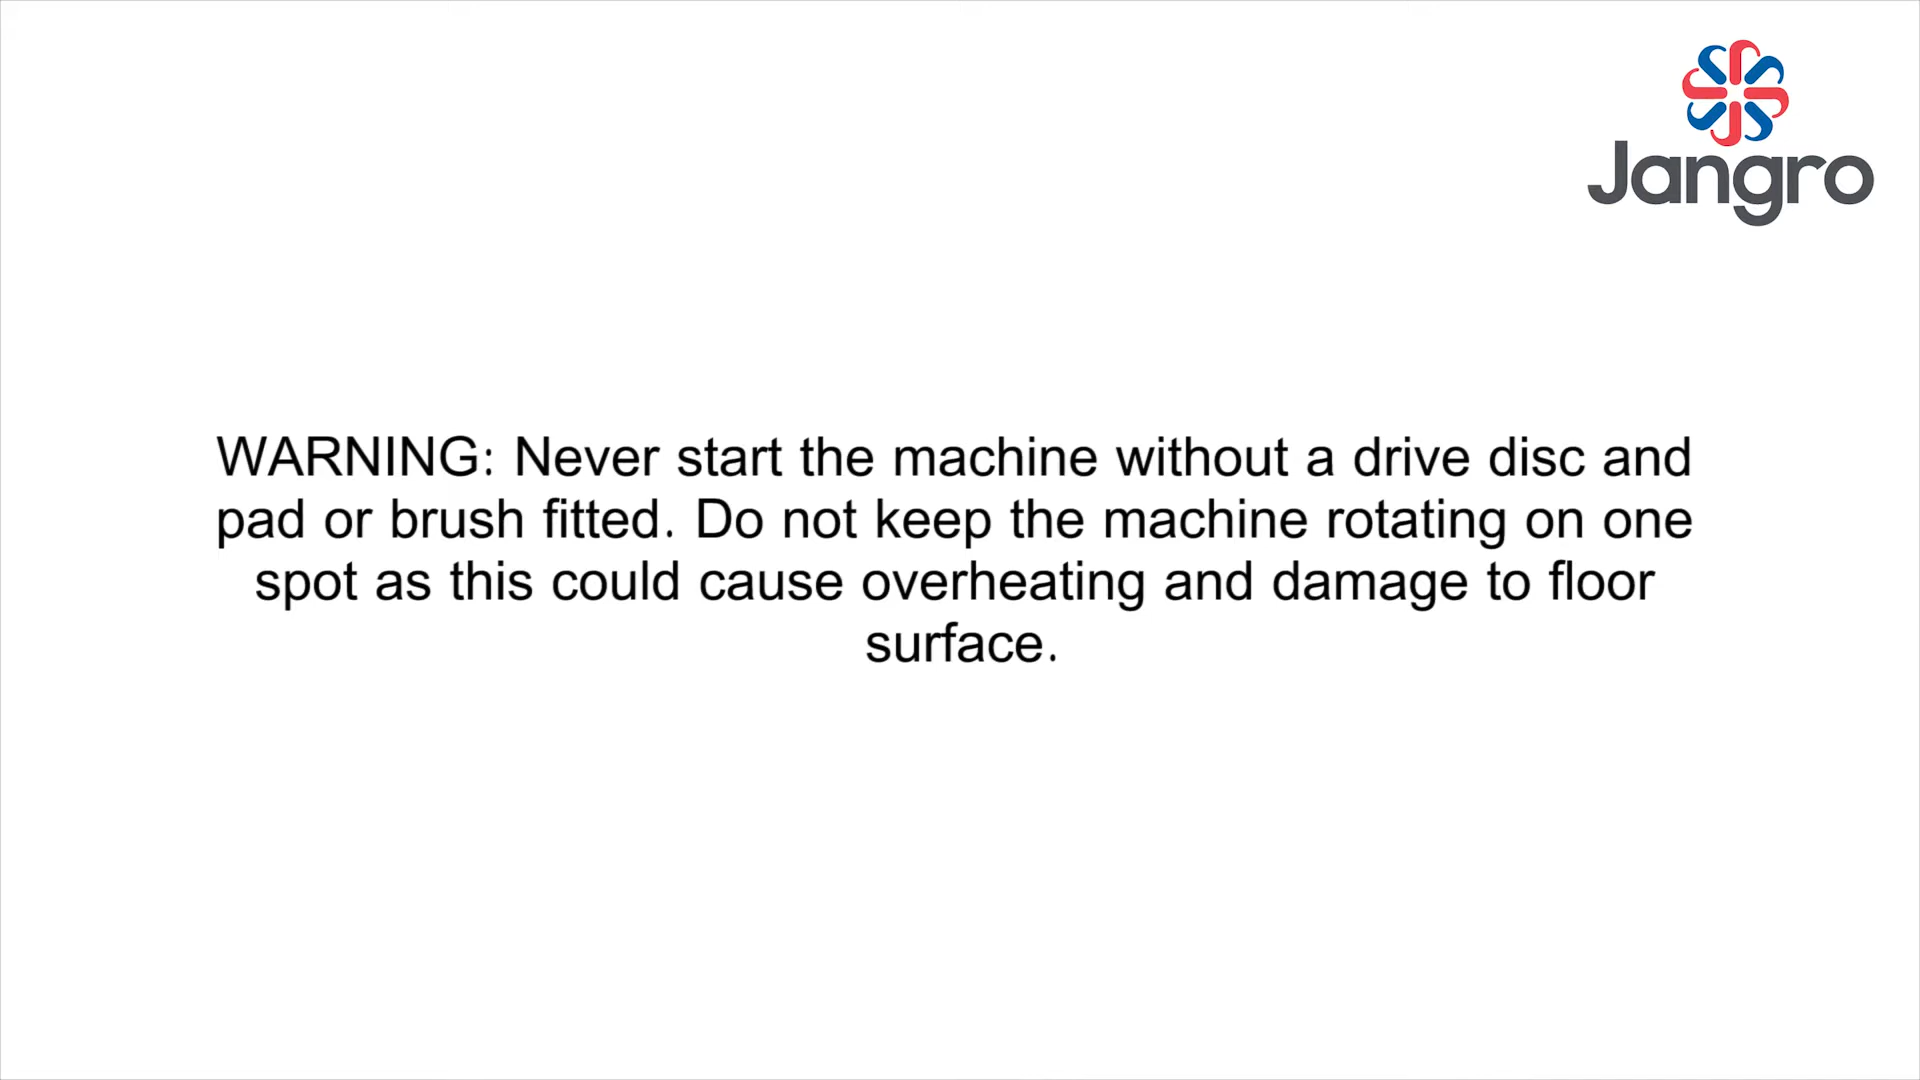 Jangro
WARNING: Never start the machine without a drive disc and
pad or brush fitted. Do not keep the machine rotating on one
spot as this could cause overheating and damage to floor
surface.